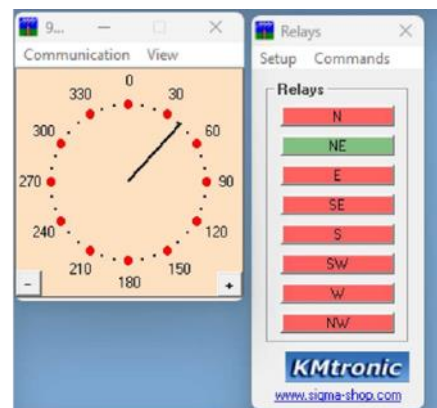 9...
Communication View
0
30
60
90
120
150
180
210
240
270
300
330
-
+
Relays
Setup Commands
Relays
N
NE
E
SE
S
SW
W
NW
KMtronic
www.sigma-shop.com